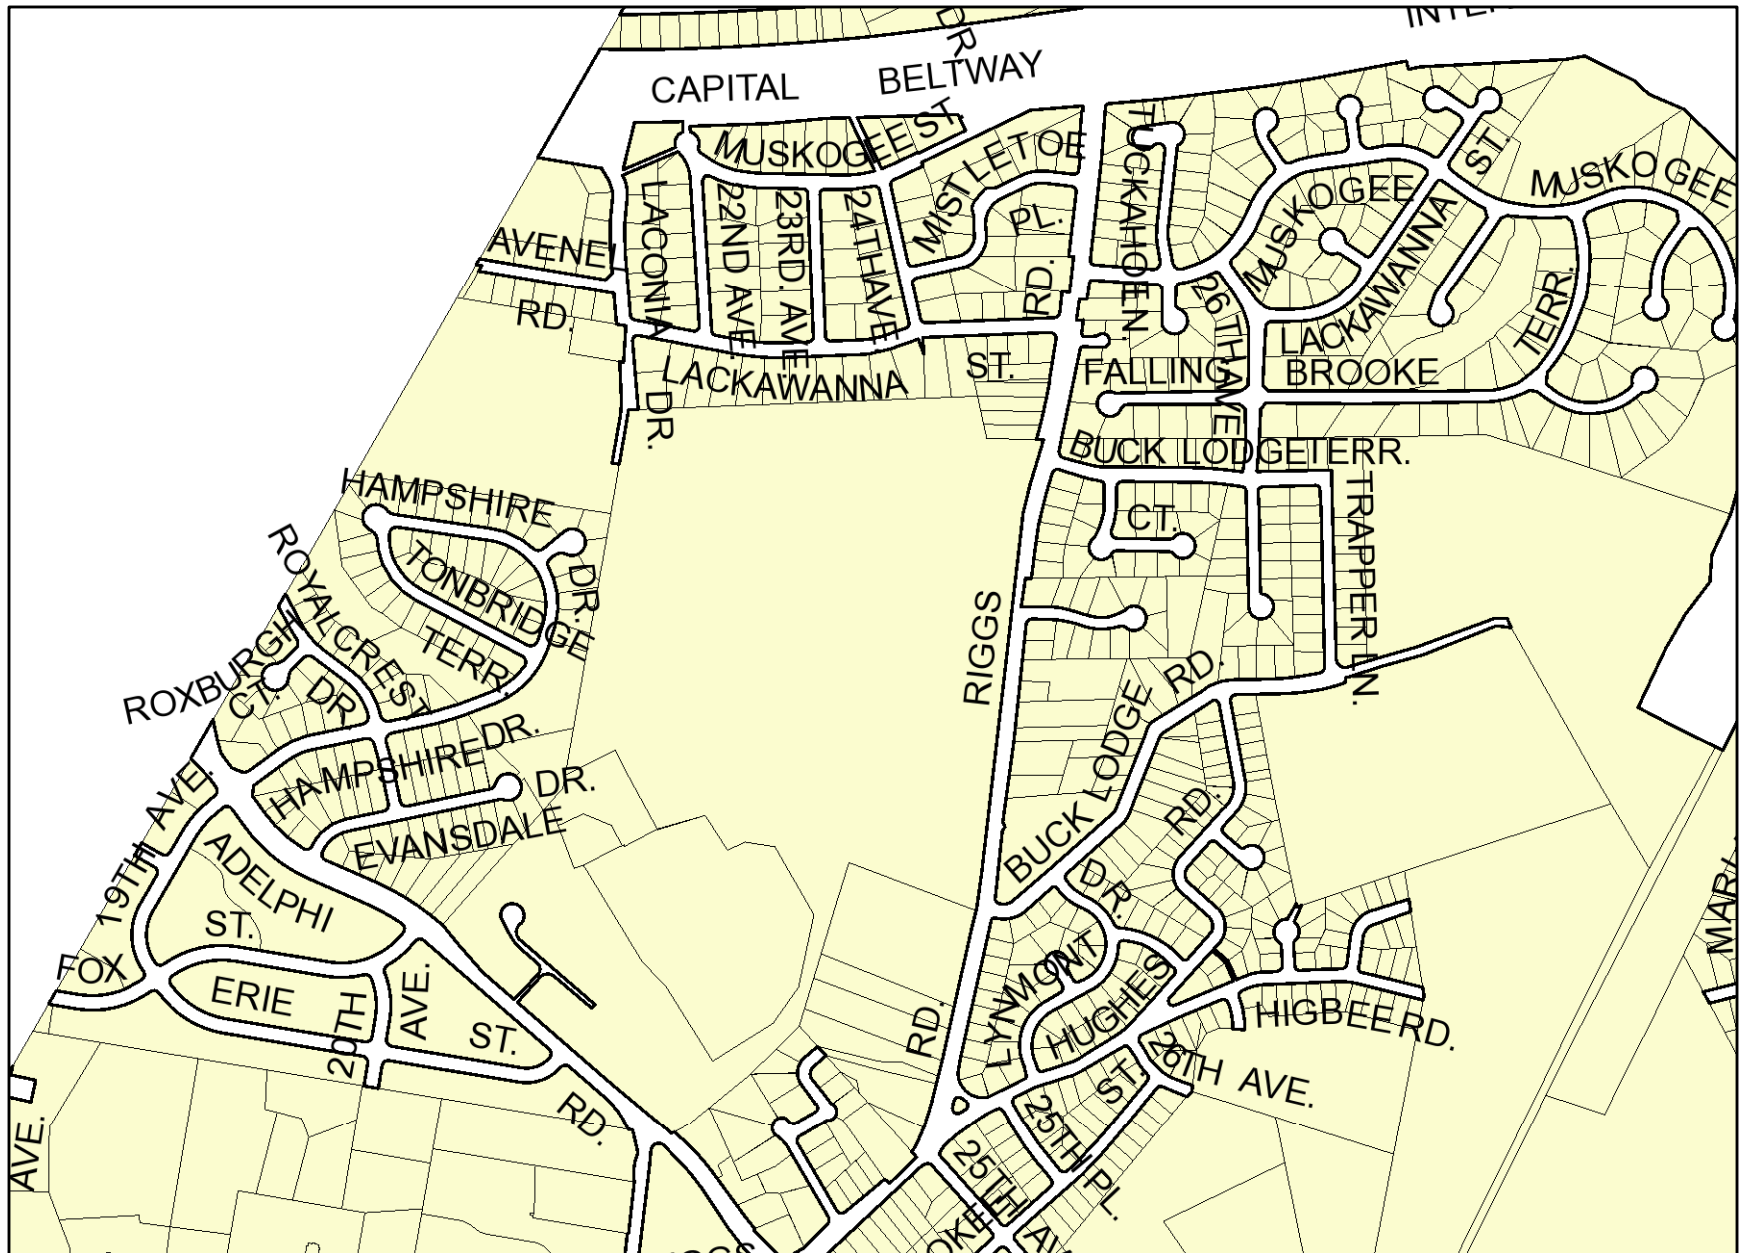 DR
CAPITAL BELTWAY
MUSKOGEE ST.
MISTLETOE
PL.
TUCKAHOE
LN.
ST.
MUSKOGEE
MUSKOGEE
LACONIA
DR.
22ND AVE.
23RD. AVE.
24TH AVE
AVENEL
RD.
RD.
26TH AVE
LACKAWANNA
LACKAWANNA
TERR.
LACKAWANNA
ST.
FALLING BROOKE
BUCK LODGE TERR.
CT.
TRAPPER LN.
HAMPSHIRE
DR.
TONBRIDGE
TERR.
ROYALCREST
DR
ROXBURGH
CT.
RIGGS
RD.
BUCK LODGE RD.
HAMPSHIRE DR.
EVANSDALE
DR.
19TH AVE.
ADELPHI
RD.
ST.
FOX
ERIE
ST.
20TH
AVE.
RD.
DR.
LYNMONT
HUGHES
HIGBEE RD.
26TH AVE.
ST.
25TH PL.
25TH
AVE.